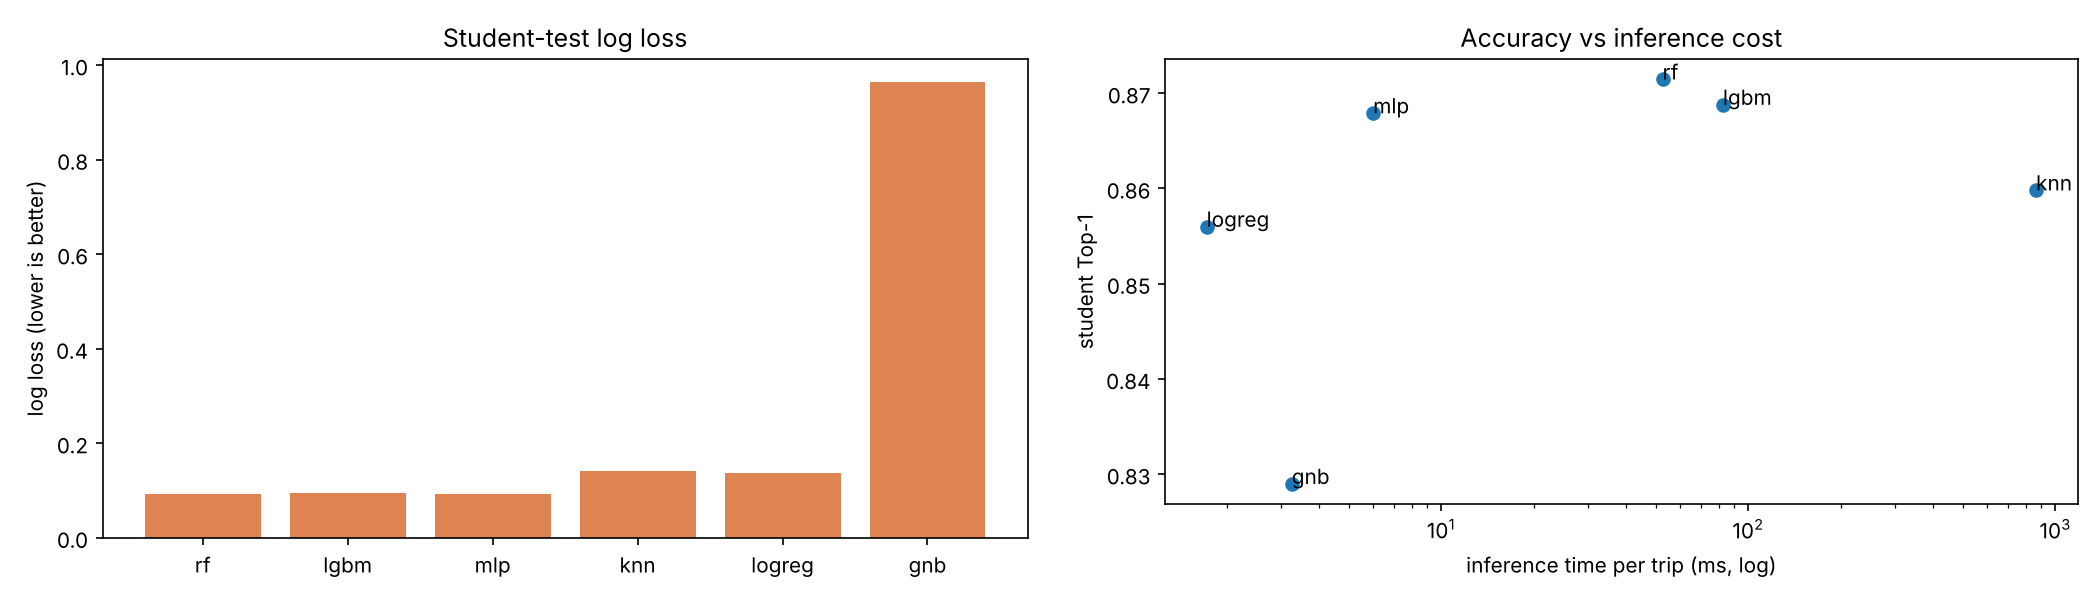 Student-test log loss
log loss (lower is better)
1.0
0.8
0.6
0.4
0.2
0.0
rf
lgbm
mlp
knn
logreg
gnb
Accuracy vs inference cost
student Top-1
0.87
0.86
0.85
0.84
0.83
rf
lgbm
mlp
knn
logreg
gnb
10¹
10²
10³
inference time per trip (ms, log)